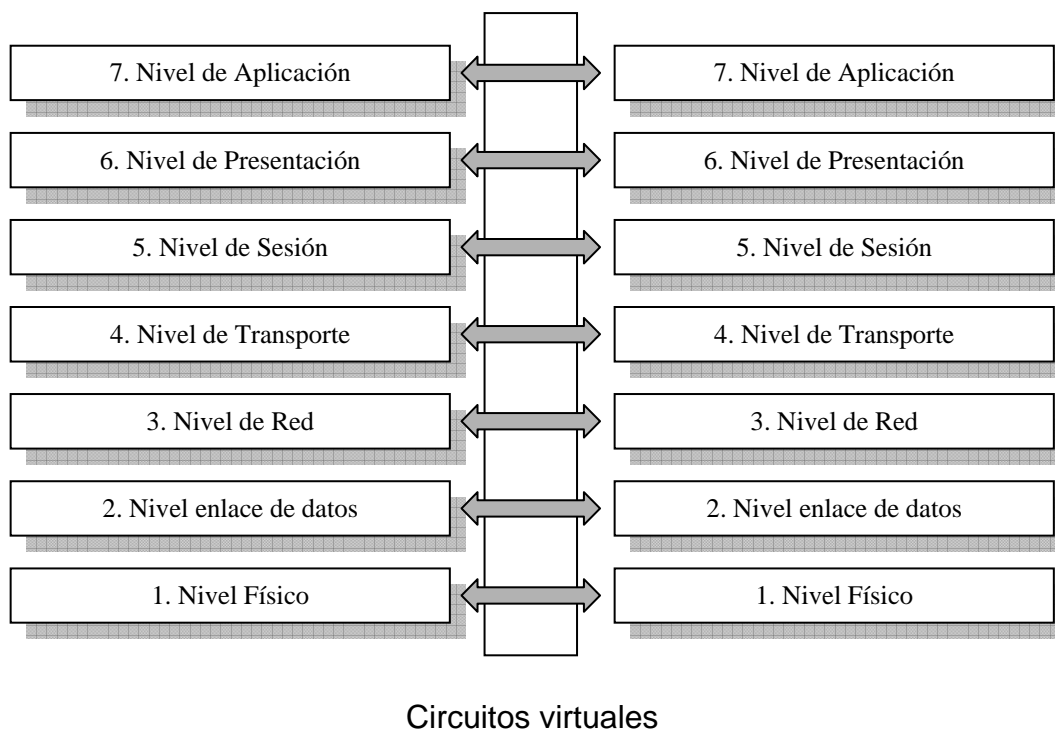 7. Nivel de Aplicación
7. Nivel de Aplicación
6. Nivel de Presentación
6. Nivel de Presentación
5. Nivel de Sesión
5. Nivel de Sesión
4. Nivel de Transporte
4. Nivel de Transporte
3. Nivel de Red
3. Nivel de Red
2. Nivel enlace de datos
2. Nivel enlace de datos
1. Nivel Físico
1. Nivel Físico
Circuitos virtuales